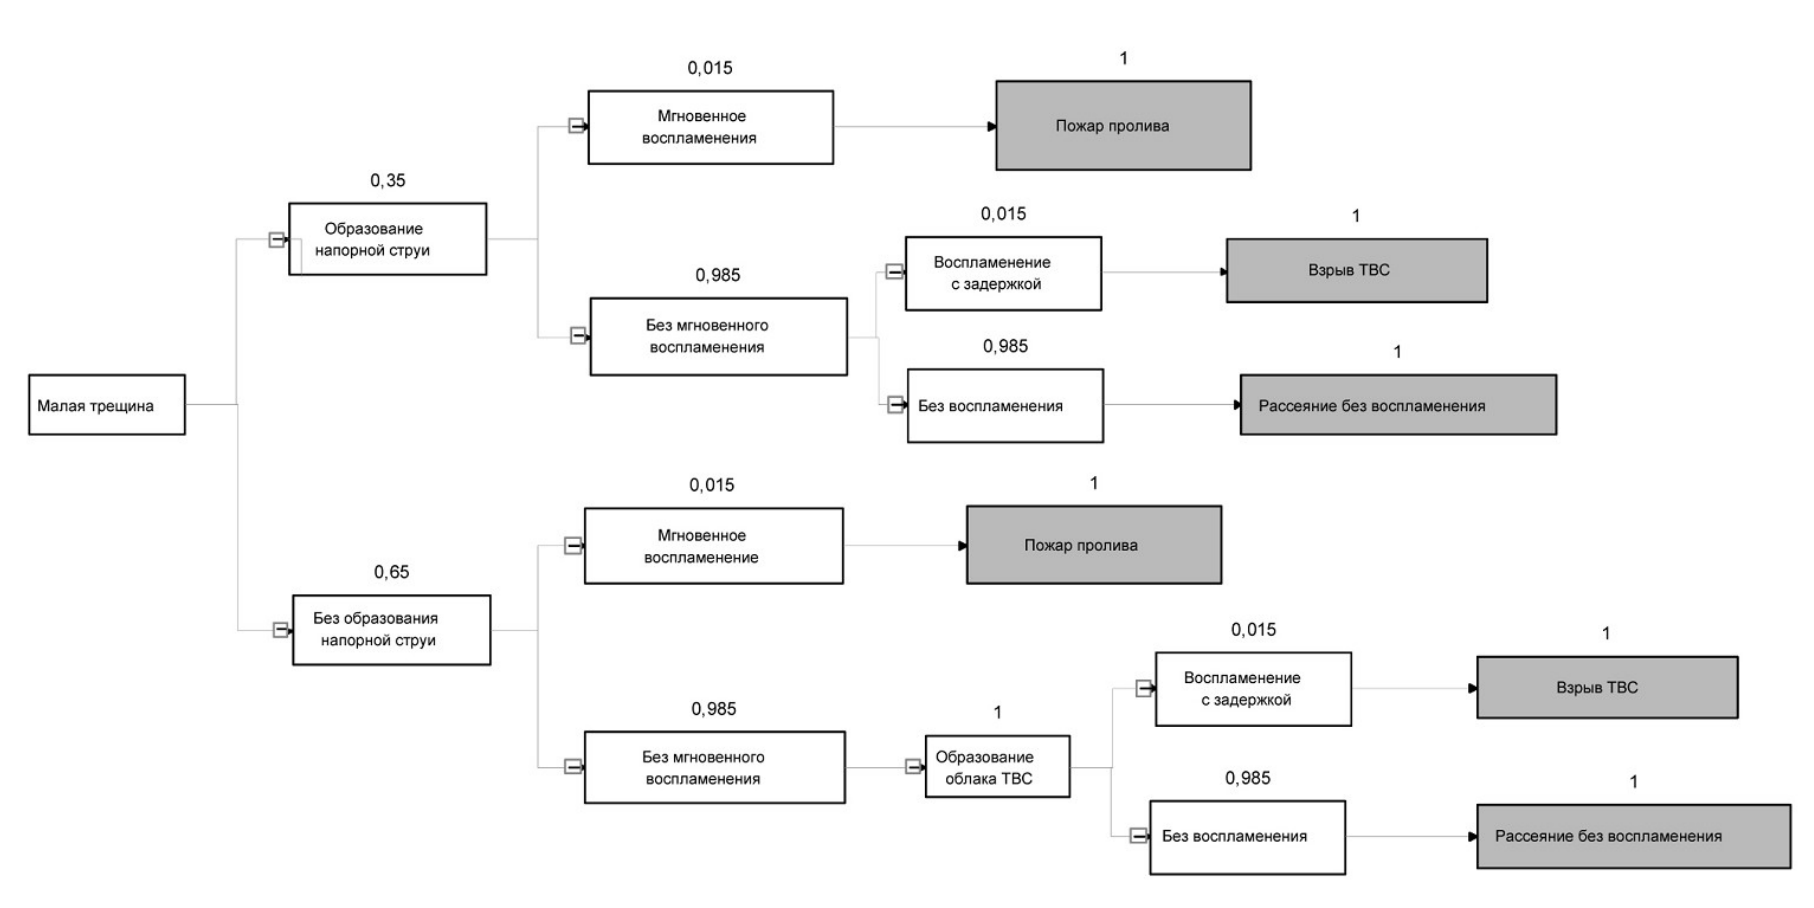 0,015
1
Мгновенное
воспламенения
Пожар пролива
0,35
Образование
напорной струи
0,015
1
Воспламенение
с задержкой
Взрыв ТВС
0,985
Без мгновенного
воспламенения
0,985
1
Без воспламенения
Рассеяние без воспламенения
Малая трещина
0,015
1
Мгновенное
воспламенение
Пожар пролива
0,65
Без образования
напорной струи
0,015
1
Воспламенение
с задержкой
Взрыв ТВС
0,985
1
Без мгновенного
воспламенения
Образование
облака ТВС
0,985
1
Без воспламенения
Рассеяние без воспламенения